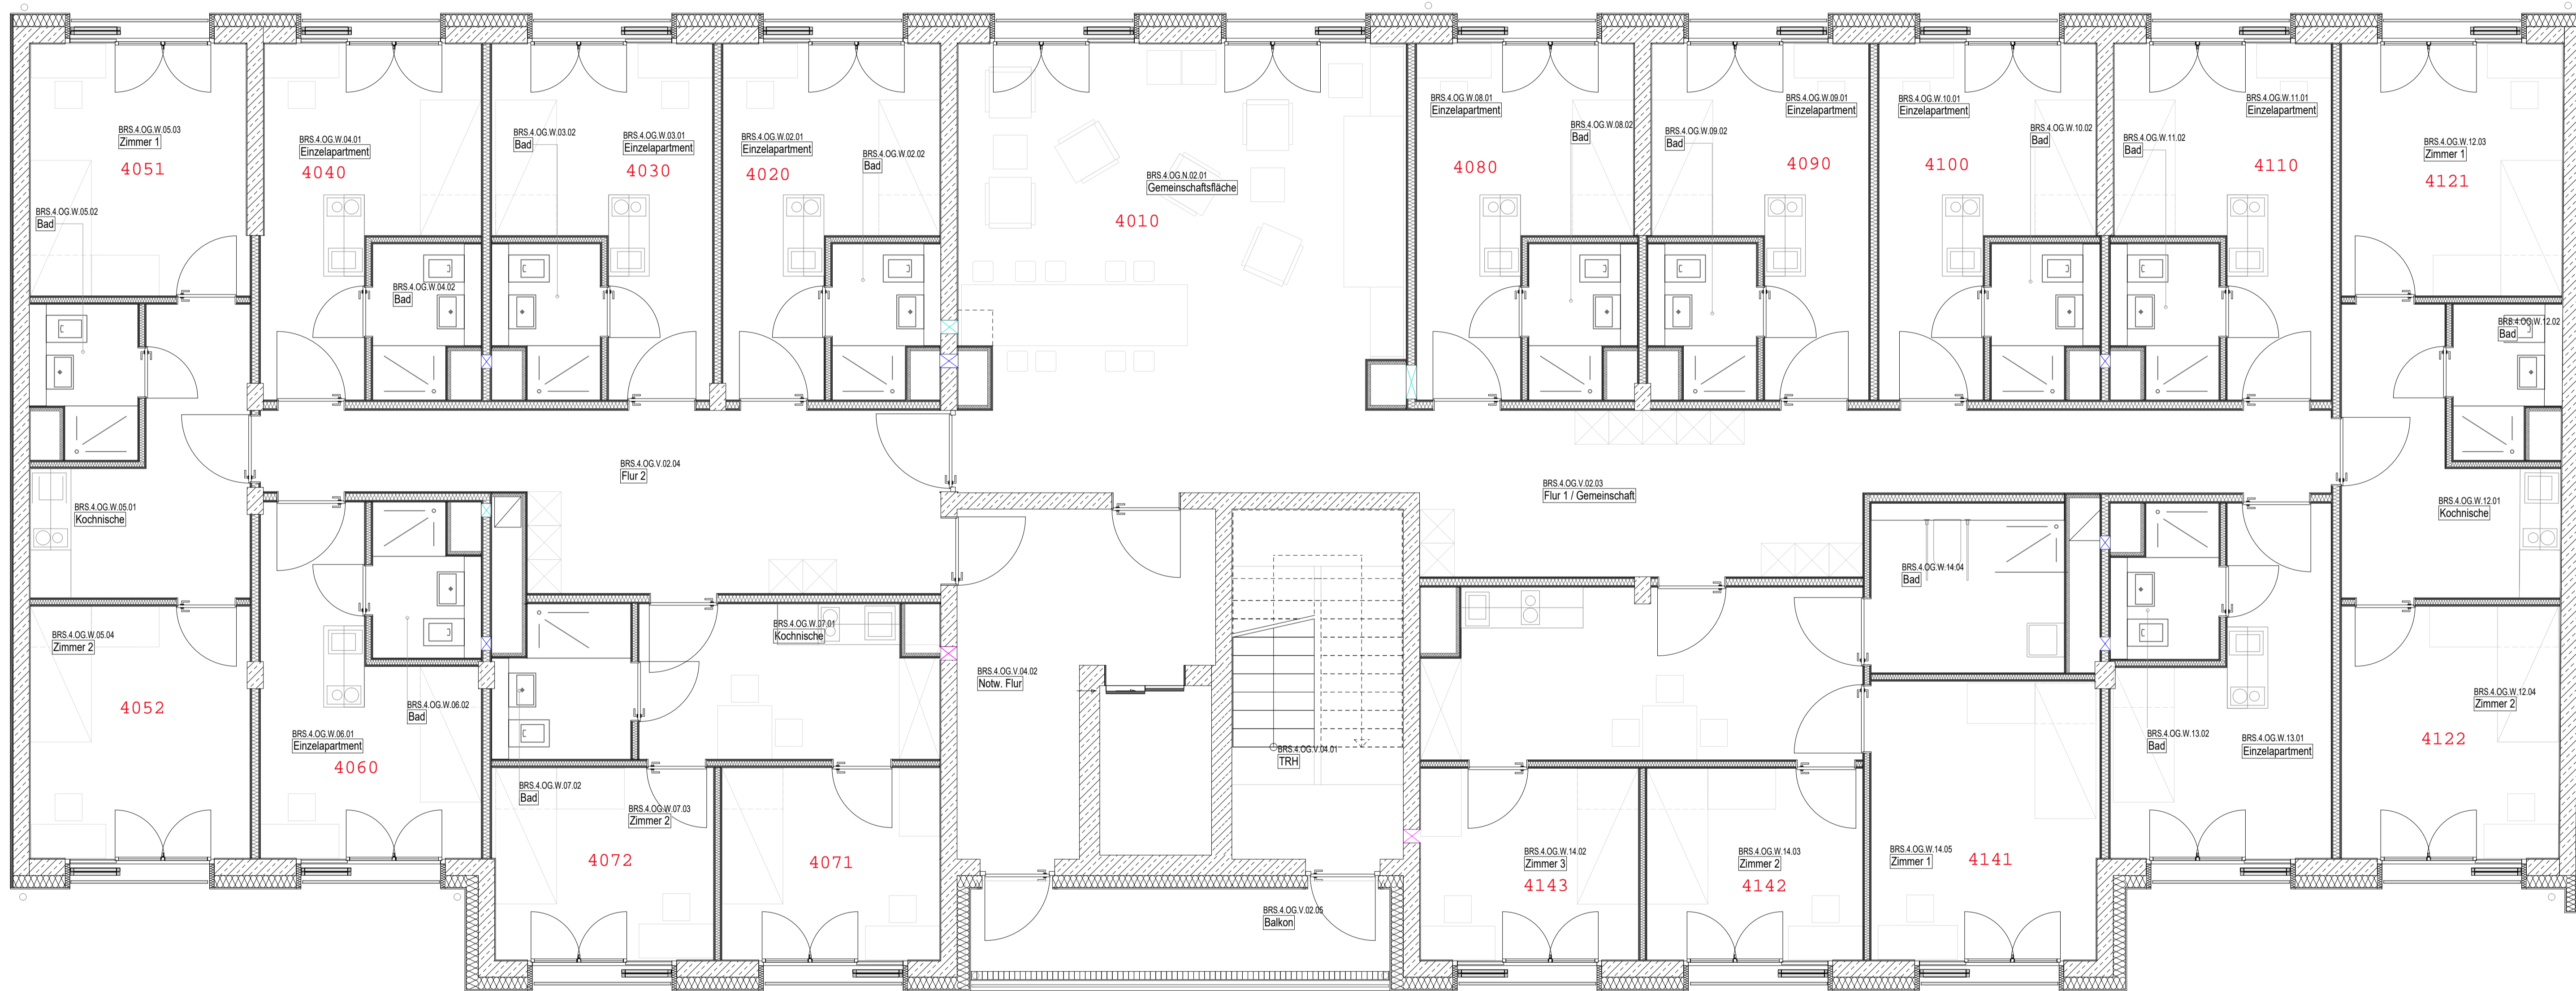 BRS.4.OG.W.05.03
Zimmer 1
4051
BRS.4.OG.W.05.02
Bad
BRS.4.OG.W.04.01
Einzelapartment
4040
BRS.4.OG.W.04.02
Bad
BRS.4.OG.W.03.02
Bad
BRS.4.OG.W.03.01
Einzelapartment
4030
BRS.4.OG.W.02.01
Einzelapartment
4020
BRS.4.OG.W.02.02
Bad
BRS.4.OG.N.02.01
Gemeinschaftsfläche
4010
BRS.4.OG.W.08.01
Einzelapartment
4080
BRS.4.OG.W.08.02
Bad
BRS.4.OG.W.09.02
Bad
BRS.4.OG.W.09.01
Einzelapartment
4090
BRS.4.OG.W.10.01
Einzelapartment
4100
BRS.4.OG.W.10.02
Bad
BRS.4.OG.W.11.02
Bad
BRS.4.OG.W.11.01
Einzelapartment
4110
BRS.4.OG.W.12.03
Zimmer 1
4121
BRS.4.OG.W.12.02
Bad
BRS.4.OG.W.05.01
Kochnische
BRS.4.OG.V.02.04
Flur 2
BRS.4.OG.V.02.03
Flur 1 / Gemeinschaft
BRS.4.OG.W.12.01
Kochnische
BRS.4.OG.W.14.04
Bad
BRS.4.OG.W.05.04
Zimmer 2
4052
BRS.4.OG.W.06.02
Bad
BRS.4.OG.W.06.01
Einzelapartment
4060
BRS.4.OG.W.07.01
Kochnische
BRS.4.OG.V.04.02
Notw. Flur
BRS.4.OG.V.04.01
TRH
BRS.4.OG.W.13.02
Bad
BRS.4.OG.W.13.01
Einzelapartment
BRS.4.OG.W.12.04
Zimmer 2
4122
BRS.4.OG.W.07.02
Bad
BRS.4.OG.W.07.03
Zimmer 2
4072
4071
BRS.4.OG.W.14.02
Zimmer 3
4143
BRS.4.OG.W.14.03
Zimmer 2
4142
BRS.4.OG.W.14.05
Zimmer 1
4141
BRS.4.OG.V.02.05
Balkon